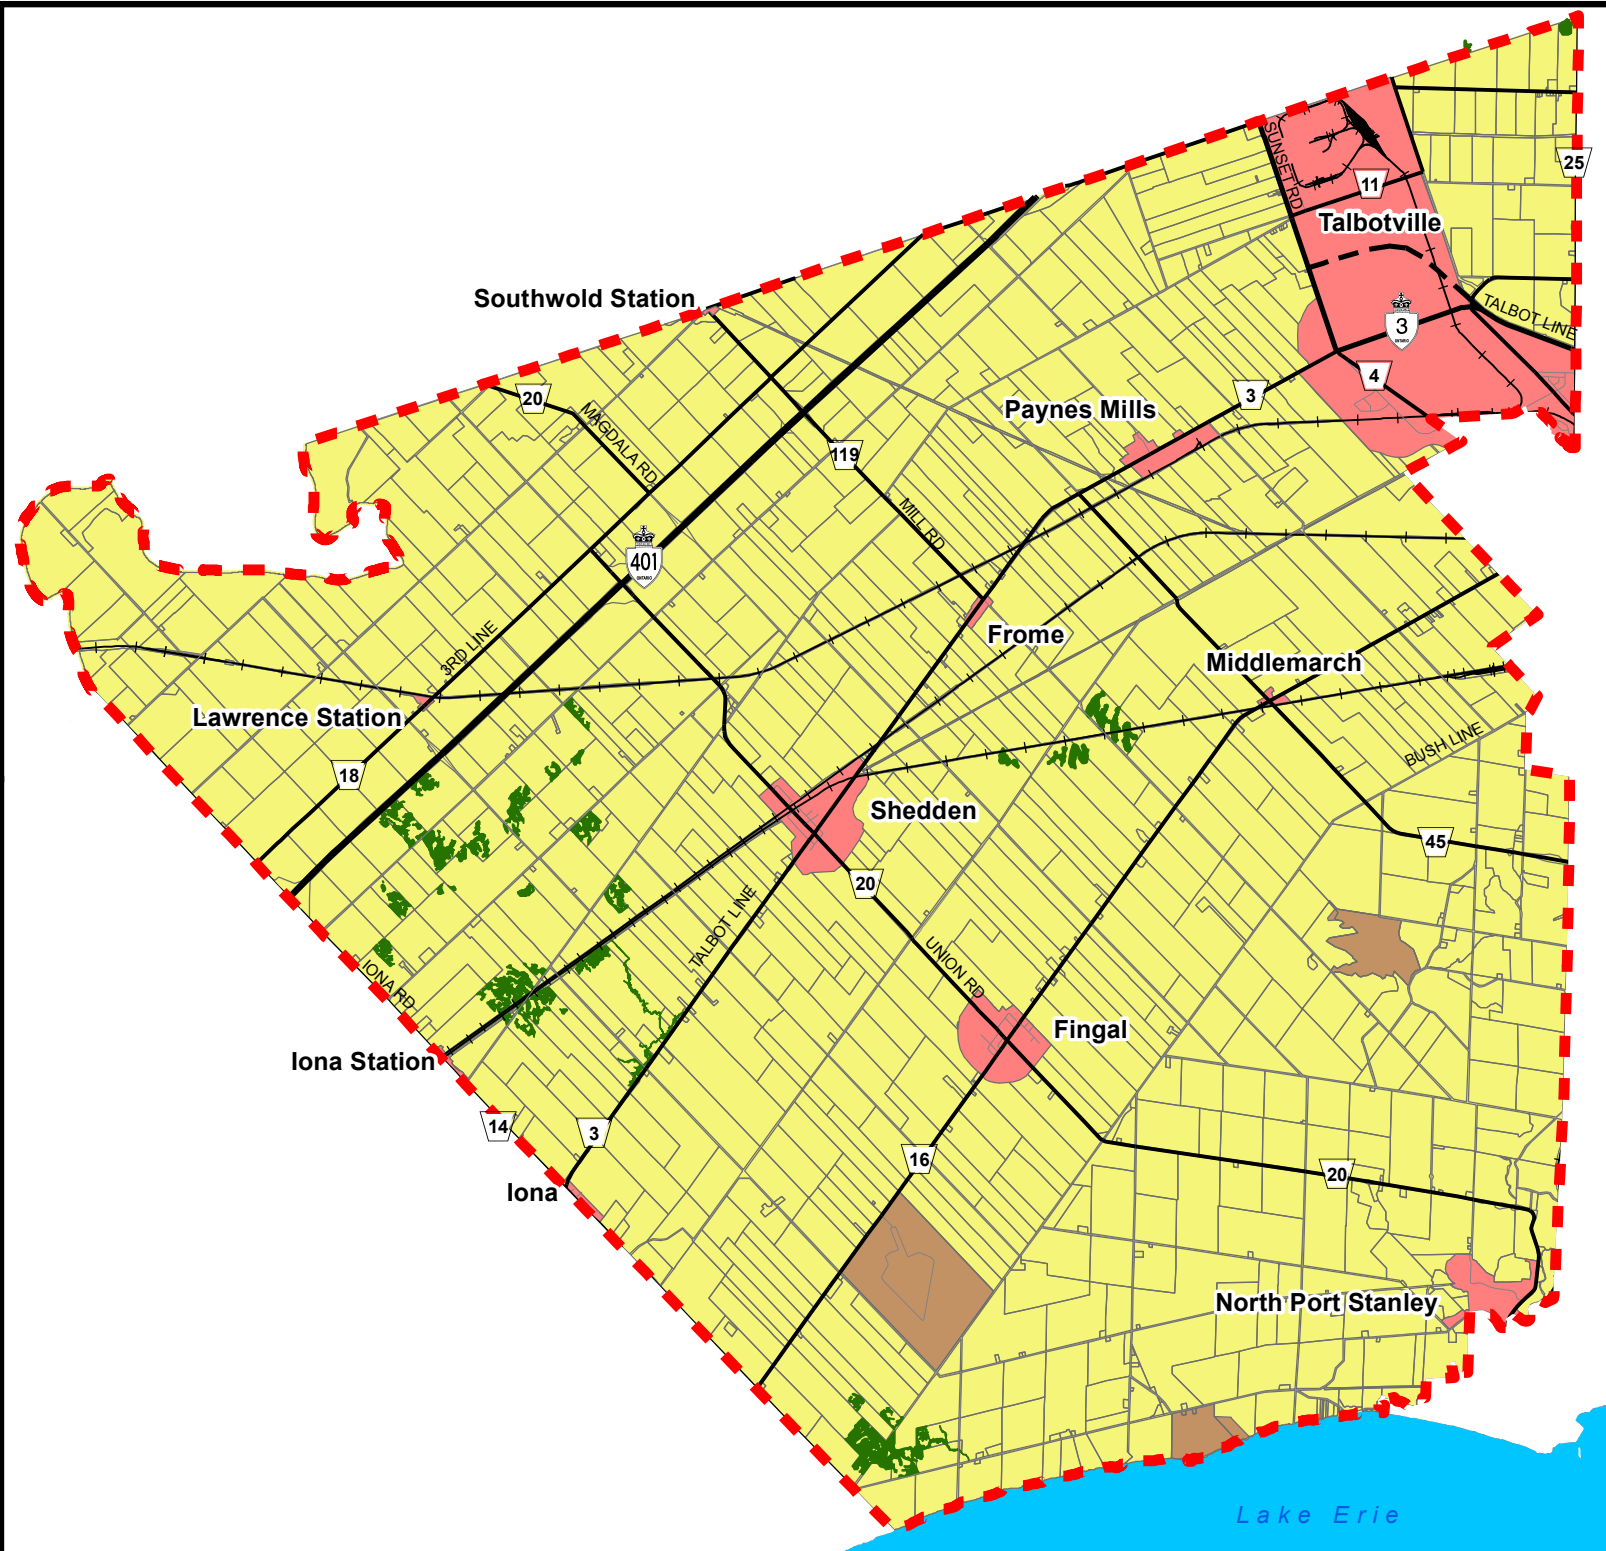 25
SUNSET RD
11
Talbotville
Southwold Station
TALBOT LINE
3
ONTARIO
4
20
3
MAGDALA RD
Paynes Mills
119
MILL RD
401
ONTARIO
3RD LINE
Frome
Middlemarch
Lawrence Station
BUSH LINE
18
Shedden
45
20
TALBOT LINE
UNION RD
IONA RD
Fingal
Iona Station
14
3
16
20
Iona
North Port Stanley
Lake Erie